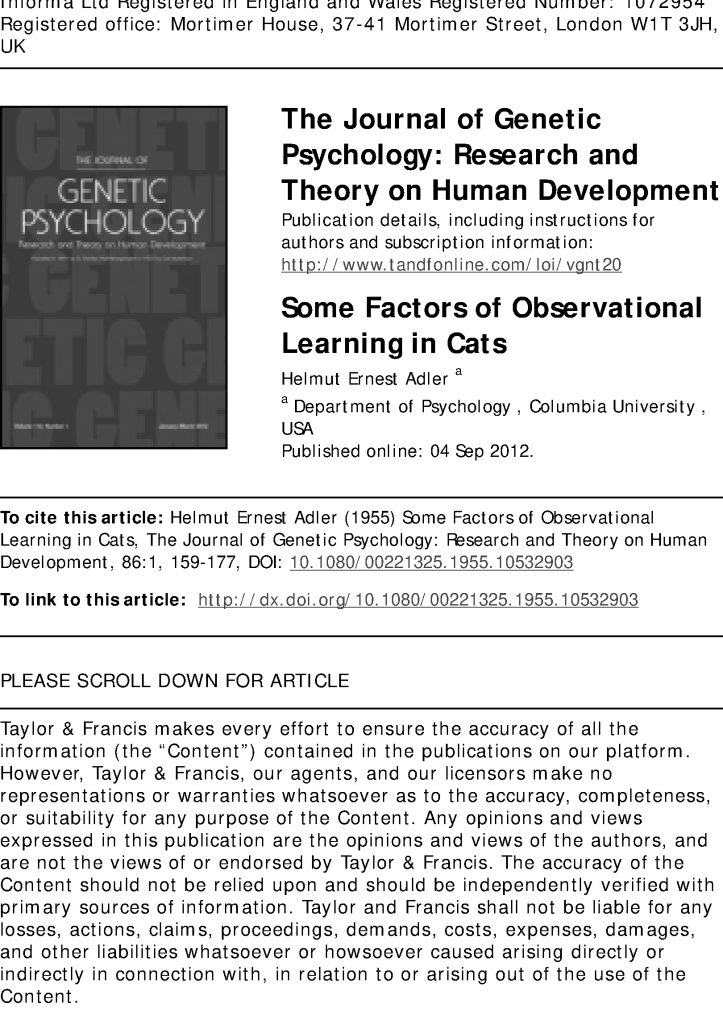 Informa Ltd Registered in England and Wales Registered Number: 1072954
Registered office: Mortimer House, 37-41 Mortimer Street, London W1T 3JH,
UK
THE JOURNAL OF
GENETIC
PSYCHOLOGY
Research and Theory on Human Development
The Journal of Genetic
Psychology: Research and
Theory on Human Development
Publication details, including instructions for
authors and subscription information:
http://www.tandfonline.com/loi/vgnt20
Some Factors of Observational
Learning in Cats
Helmut Ernest Adler a
a Department of Psychology , Columbia University ,
USA
Published online: 04 Sep 2012.
To cite this article: Helmut Ernest Adler (1955) Some Factors of Observational
Learning in Cats, The Journal of Genetic Psychology: Research and Theory on Human
Development, 86:1, 159-177, DOI: 10.1080/00221325.1955.10532903
To link to this article: http://dx.doi.org/10.1080/00221325.1955.10532903
PLEASE SCROLL DOWN FOR ARTICLE
Taylor & Francis makes every effort to ensure the accuracy of all the
information (the “Content”) contained in the publications on our platform.
However, Taylor & Francis, our agents, and our licensors make no
representations or warranties whatsoever as to the accuracy, completeness,
or suitability for any purpose of the Content. Any opinions and views
expressed in this publication are the opinions and views of the authors, and
are not the views of or endorsed by Taylor & Francis. The accuracy of the
Content should not be relied upon and should be independently verified with
primary sources of information. Taylor and Francis shall not be liable for any
losses, actions, claims, proceedings, demands, costs, expenses, damages,
and other liabilities whatsoever or howsoever caused arising directly or
indirectly in connection with, in relation to or arising out of the use of the
Content.